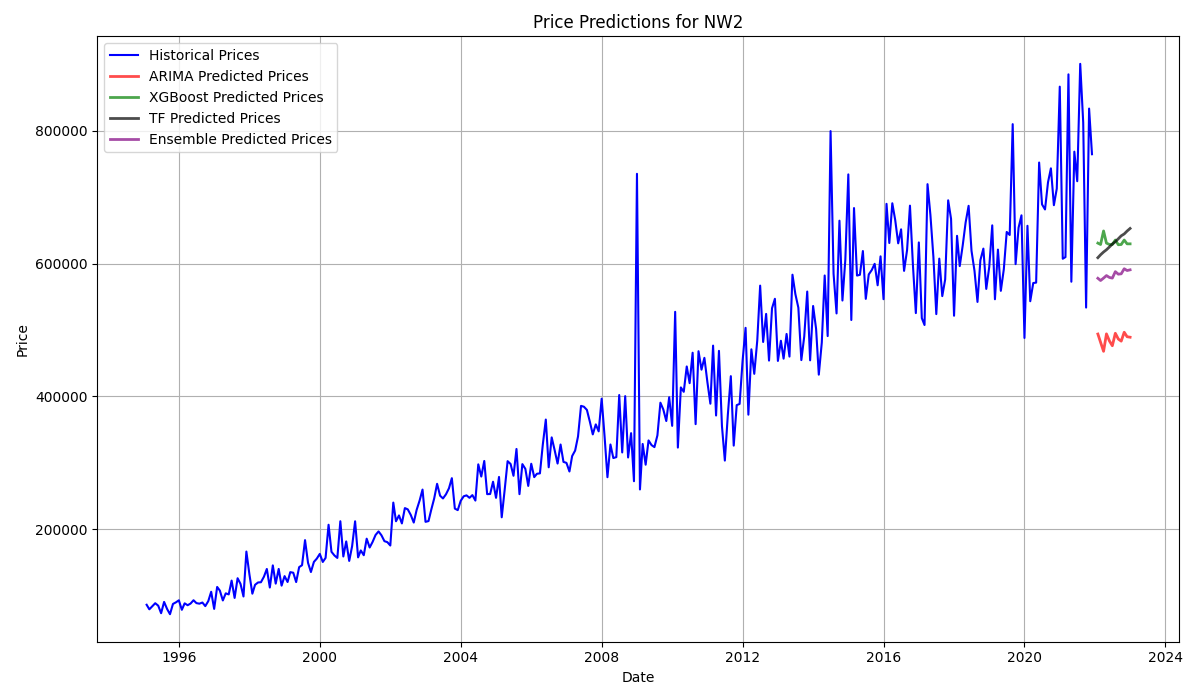 Price Predictions for NW2
Historical Prices
ARIMA Predicted Prices
XGBoost Predicted Prices
TF Predicted Prices
Ensemble Predicted Prices
800000
600000
400000
200000
Price
1996 2000 2004 2008 2012 2016 2020 2024
Date